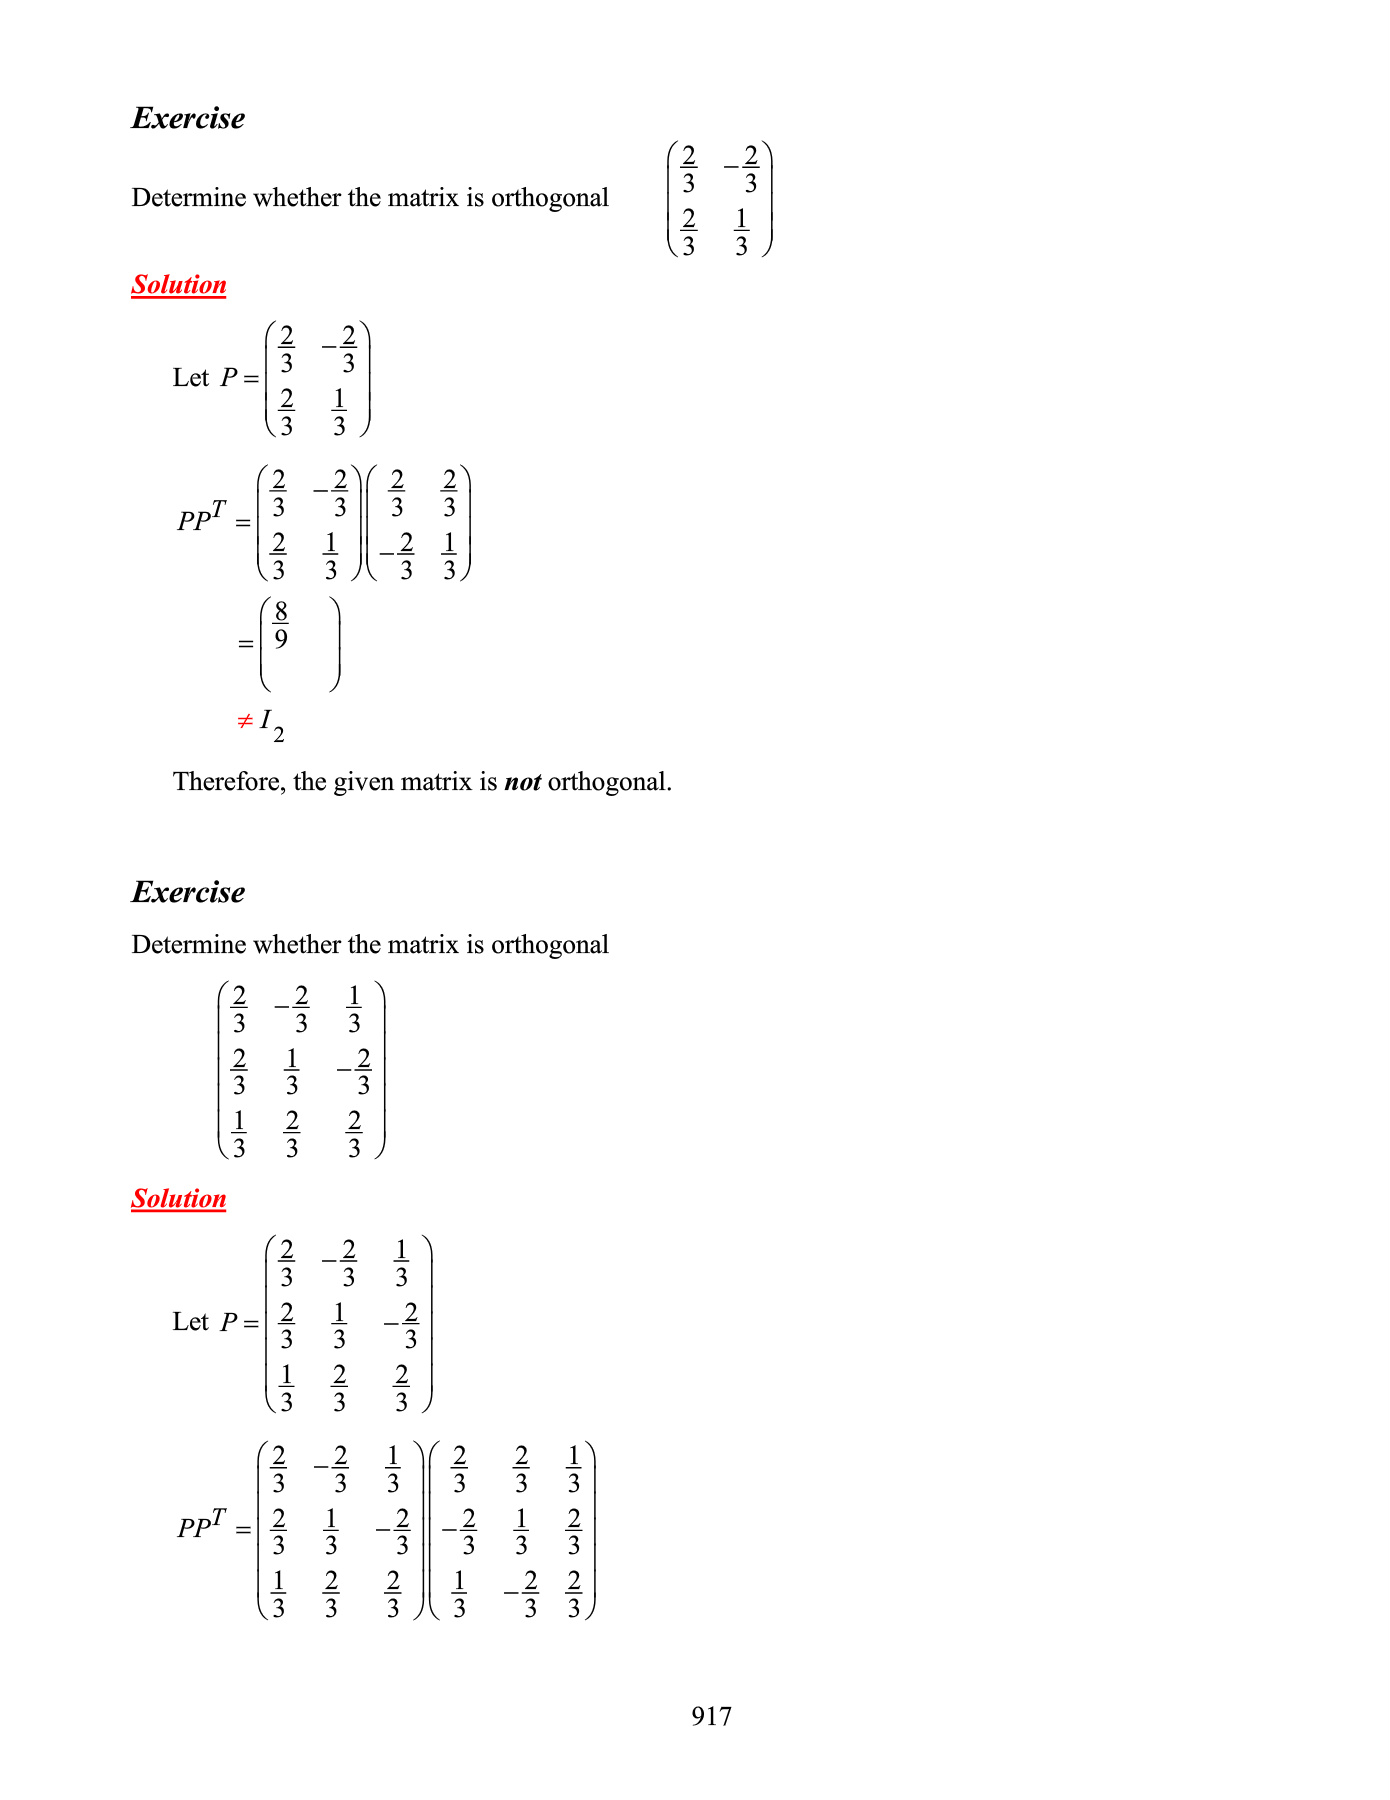 Exercise
Determine whether the matrix is orthogonal $\begin{pmatrix} \frac{2}{3} & -\frac{2}{3} \\ \frac{2}{3} & \frac{1}{3} \end{pmatrix}$
Solution
Let $P = \begin{pmatrix} \frac{2}{3} & -\frac{2}{3} \\ \frac{2}{3} & \frac{1}{3} \end{pmatrix}$
$PP^T = \begin{pmatrix} \frac{2}{3} & -\frac{2}{3} \\ \frac{2}{3} & \frac{1}{3} \end{pmatrix} \begin{pmatrix} \frac{2}{3} & \frac{2}{3} \\ -\frac{2}{3} & \frac{1}{3} \end{pmatrix}$
$= \begin{pmatrix} \frac{8}{9} & \\ & \end{pmatrix}$
$\neq I_2$
Therefore, the given matrix is not orthogonal.
Exercise
Determine whether the matrix is orthogonal
$\begin{pmatrix} \frac{2}{3} & -\frac{2}{3} & \frac{1}{3} \\ \frac{2}{3} & \frac{1}{3} & -\frac{2}{3} \\ \frac{1}{3} & \frac{2}{3} & \frac{2}{3} \end{pmatrix}$
Solution
Let $P = \begin{pmatrix} \frac{2}{3} & -\frac{2}{3} & \frac{1}{3} \\ \frac{2}{3} & \frac{1}{3} & -\frac{2}{3} \\ \frac{1}{3} & \frac{2}{3} & \frac{2}{3} \end{pmatrix}$
$PP^T = \begin{pmatrix} \frac{2}{3} & -\frac{2}{3} & \frac{1}{3} \\ \frac{2}{3} & \frac{1}{3} & -\frac{2}{3} \\ \frac{1}{3} & \frac{2}{3} & \frac{2}{3} \end{pmatrix} \begin{pmatrix} \frac{2}{3} & \frac{2}{3} & \frac{1}{3} \\ -\frac{2}{3} & \frac{1}{3} & \frac{2}{3} \\ \frac{1}{3} & -\frac{2}{3} & \frac{2}{3} \end{pmatrix}$
917